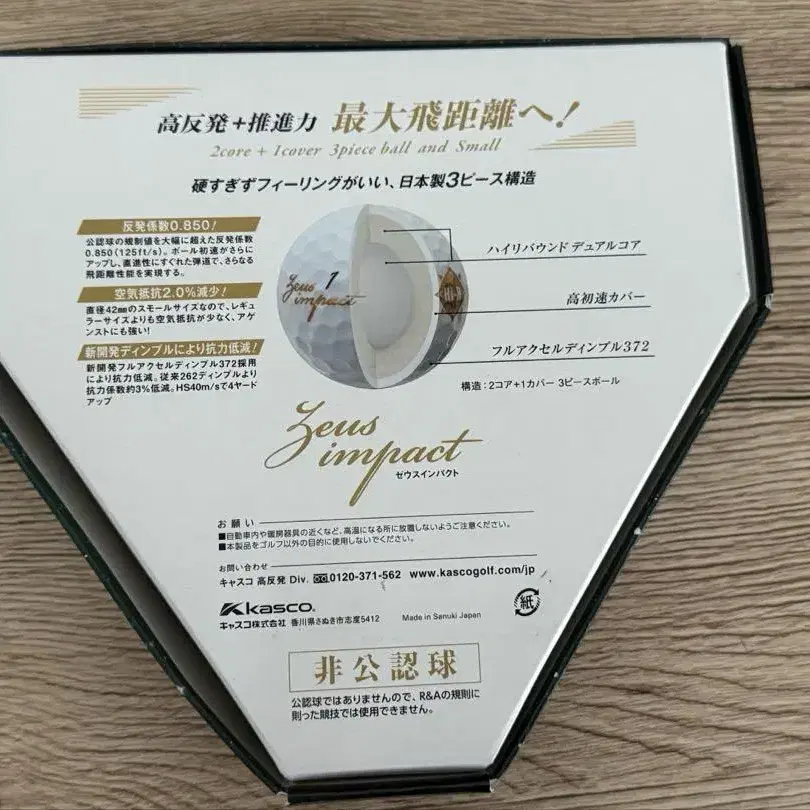 高反発+推進力 最大飛距離へ!
2core + 1cover 3piece ball and Small
硬すぎずフィーリングがいい、日本製3ピース構造
反発係数0.850!
公認球の規制値を大幅に超えた反発係数
0.850(125ft/s)。ボール初速がさらに
アップし、直進性にすぐれた弾道で、さらなる
飛距離性能を実現する。
空気抵抗2.0%減少!
直径42㎜のスモールサイズなので、レギュ
ラーサイズよりも空気抵抗が少なく、アゲ
ンストにも強い!
新開発ディンプルにより抗力低減!
新開発フルアクセルディンプル372採用
により抗力低減。従来262ディンプルより
抗力係数約3%低減。HS40m/sで4ヤード
アップ
Zeus 1
impact
ハイリバウンド デュアルコア
高初速カバー
フルアクセルディンプル372
構造:2コア+1カバー 3ピースボール
Zeus
impact
ゼウスインパクト
お願い
■自動車内や暖房器具の近くなど、高温になる所に放置しないようご注意ください。
■本製品をゴルフ以外の目的に使用しないでください。
お問い合わせ
キャスコ 高反発 Div. 0120-371-562 www.kascogolf.com/jp
kasco®
キャスコ株式会社 香川県さぬき市志度5412 Made in Sanuki Japan
紙
非公認球
公認球ではありませんので、R&Aの規則に
則った競技では使用できません。